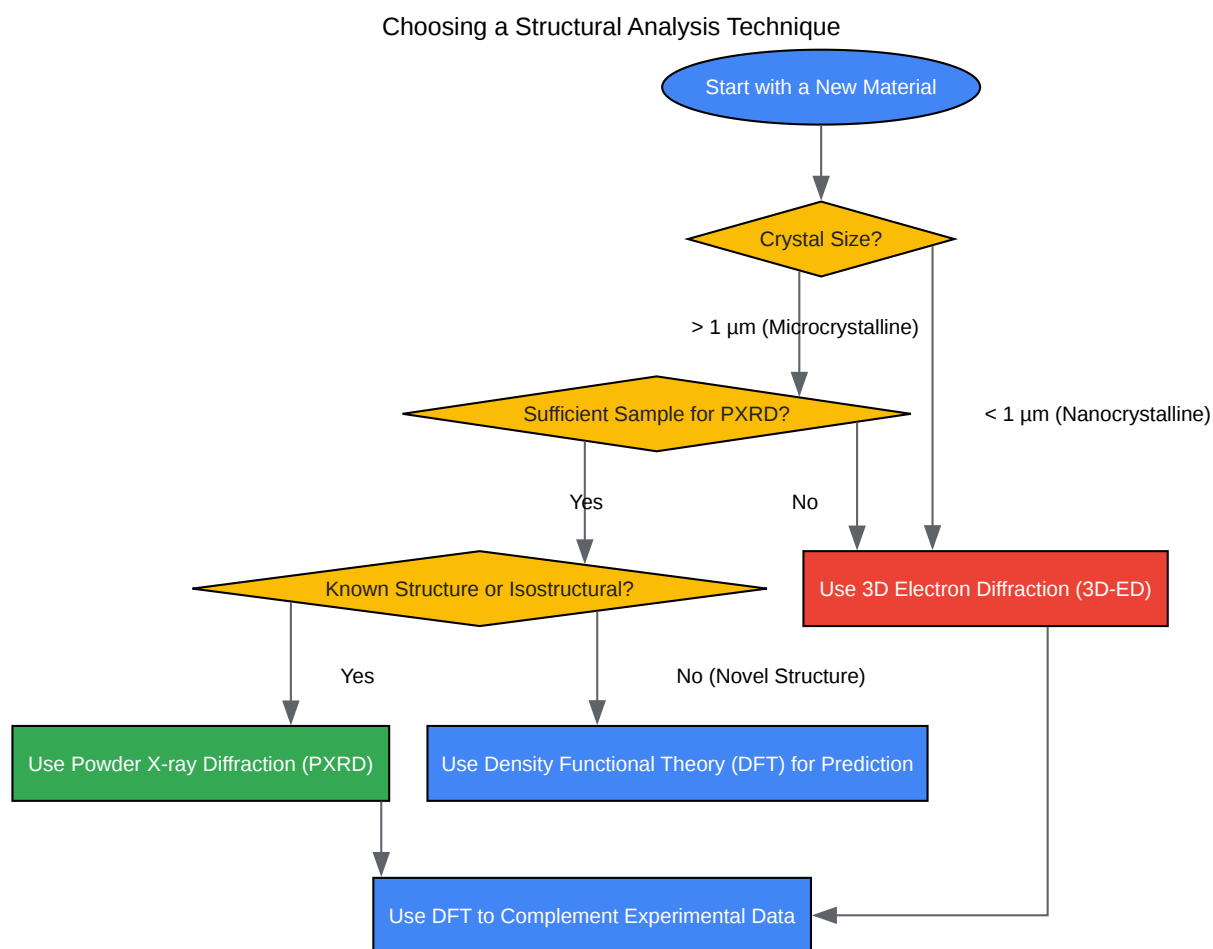 Choosing a Structural Analysis Technique
Start with a New Material
Crystal Size?
> 1 µm (Microcrystalline)
Sufficient Sample for PXRD?
< 1 µm (Nanocrystalline)
Yes
No
Known Structure or Isostructural?
Use 3D Electron Diffraction (3D-ED)
Yes
No (Novel Structure)
Use Powder X-ray Diffraction (PXRD)
Use Density Functional Theory (DFT) for Prediction
Use DFT to Complement Experimental Data